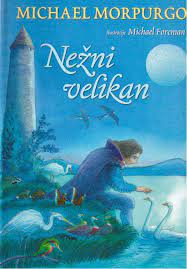 MICHAEL MORPURGO
Ilustracije Michael Foreman
Nežni
velikan